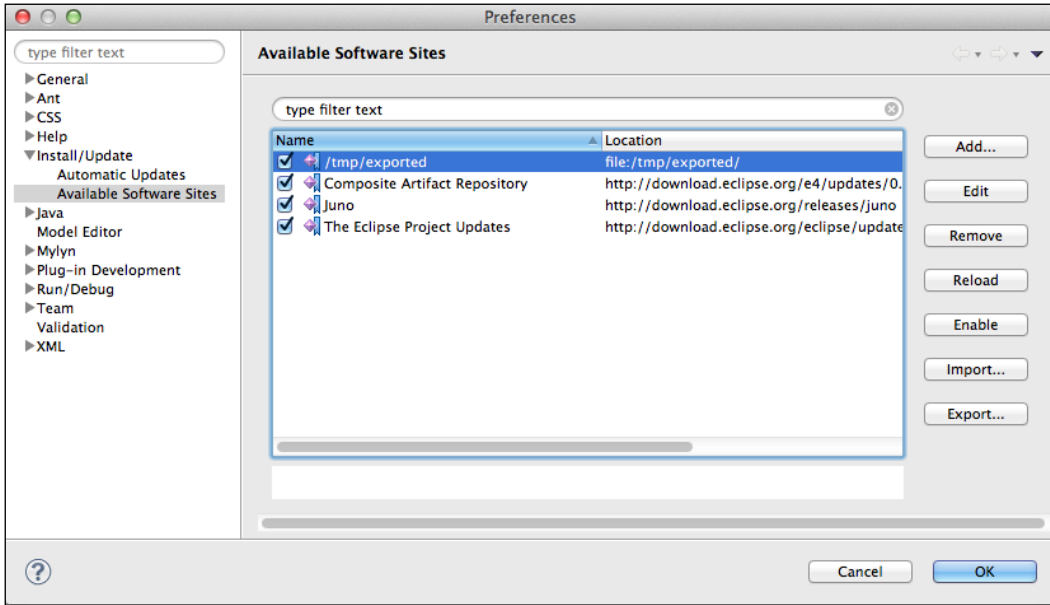 Preferences
type filter text
General
Ant
CSS
Help
Install/Update
Automatic Updates
Available Software Sites
Java
Model Editor
Mylyn
Plug-in Development
Run/Debug
Team
Validation
XML
Available Software Sites
type filter text
Name Location
/tmp/exported file:/tmp/exported/
Composite Artifact Repository http://download.eclipse.org/e4/updates/0.
Juno http://download.eclipse.org/releases/juno
The Eclipse Project Updates http://download.eclipse.org/eclipse/update
Add...
Edit
Remove
Reload
Enable
Import...
Export...
?
Cancel
OK